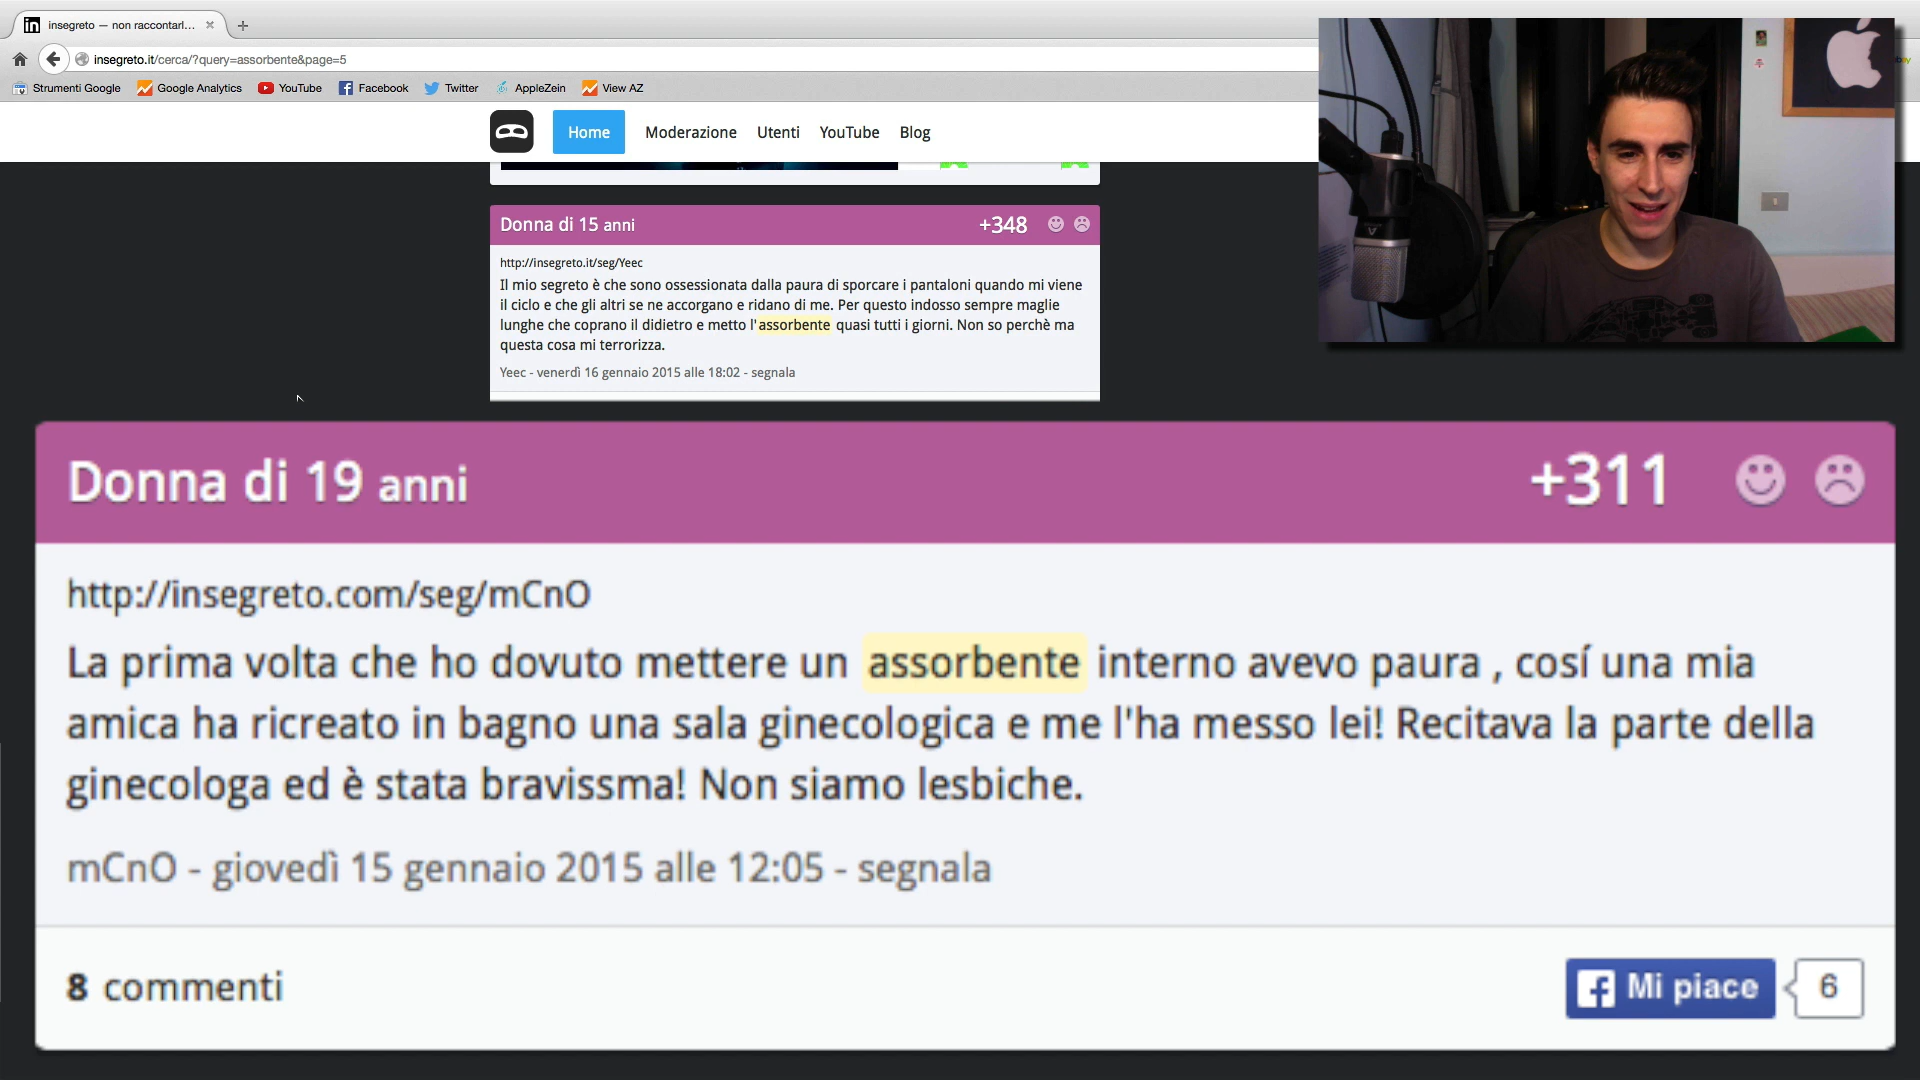 insegreto — non raccontarl...
insegreto.it/cerca/?query=assorbente&page=5
Strumenti Google Google Analytics YouTube Facebook Twitter AppleZein View AZ
Home Moderazione Utenti YouTube Blog
Donna di 15 anni +348
http://insegreto.it/seg/Yeec
Il mio segreto è che sono ossessionata dalla paura di sporcare i pantaloni quando mi viene
il ciclo e che gli altri se ne accorgano e ridano di me. Per questo indosso sempre maglie
lunghe che coprano il didietro e metto l'assorbente quasi tutti i giorni. Non so perchè ma
questa cosa mi terrorizza.
Yeec - venerdì 16 gennaio 2015 alle 18:02 - segnala
Donna di 19 anni +311
http://insegreto.com/seg/mCnO
La prima volta che ho dovuto mettere un assorbente interno avevo paura , cosí una mia
amica ha ricreato in bagno una sala ginecologica e me l'ha messo lei! Recitava la parte della
ginecologa ed è stata bravissma! Non siamo lesbiche.
mCnO - giovedì 15 gennaio 2015 alle 12:05 - segnala
8 commenti Mi piace 6